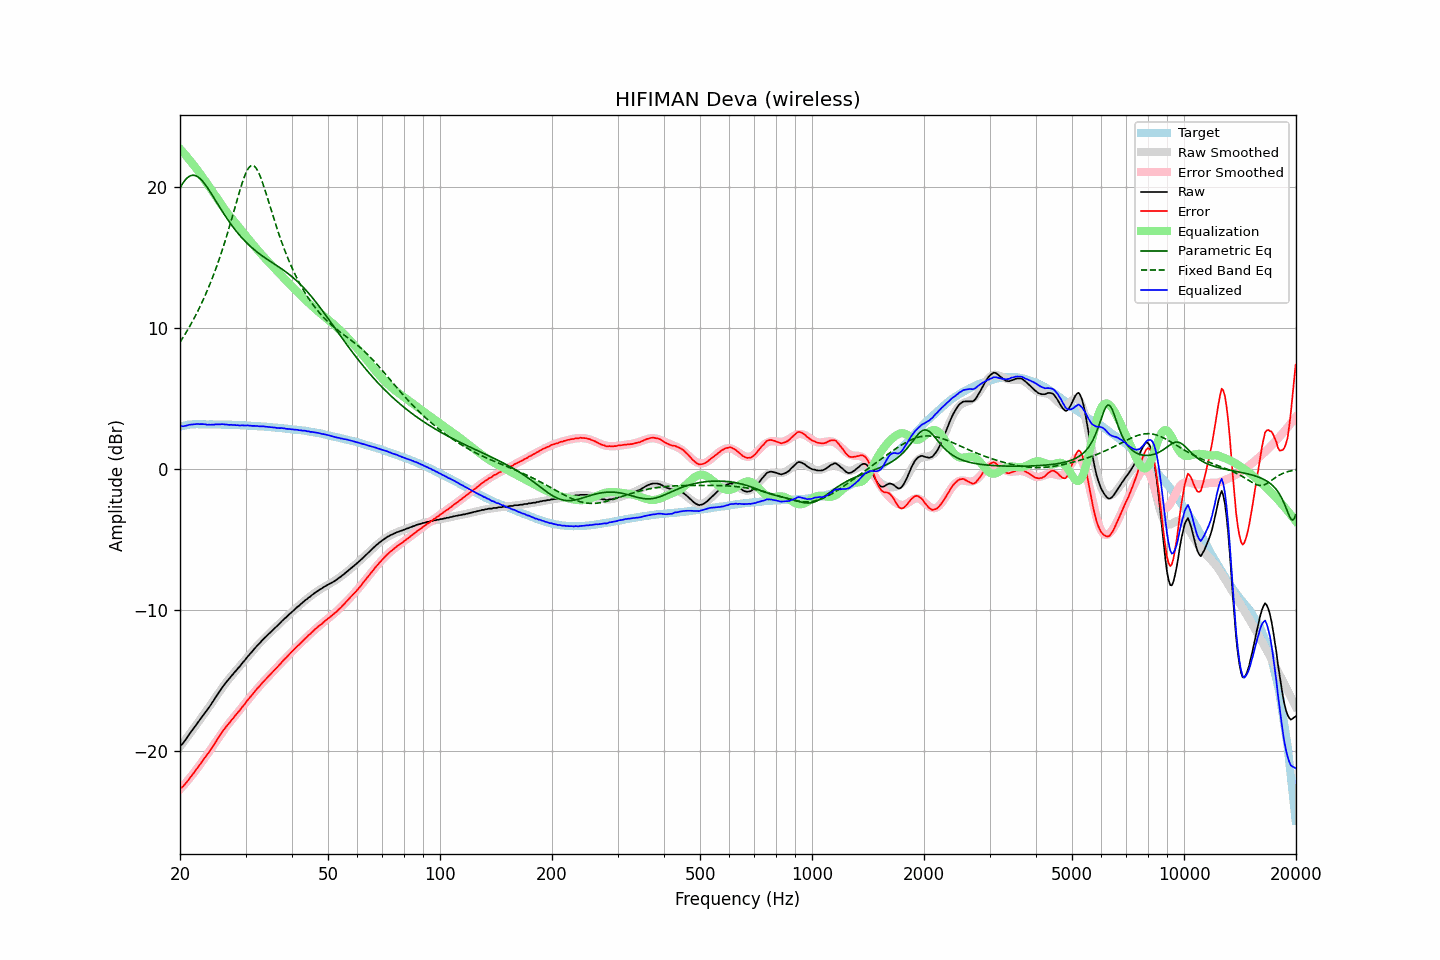 HIFIMAN Deva (wireless)
Target
Raw Smoothed
Error Smoothed
Raw
Error
Equalization
Parametric Eq
Fixed Band Eq
Equalized
Amplitude (dBr)
20
10
0
−10
−20
20
50
100
200
500
1000
2000
5000
10000
20000
Frequency (Hz)